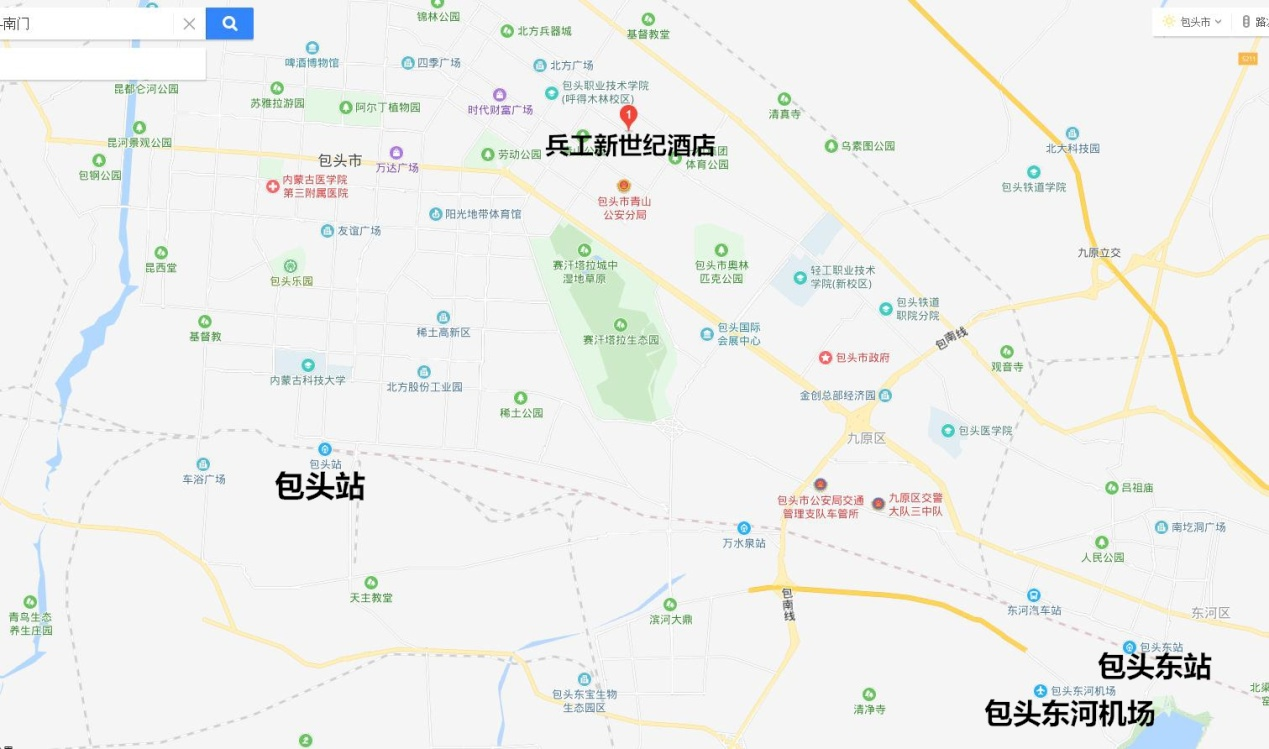 -南门
包头市
路
锦林公园
北方兵器城
基督教堂
S211
啤酒博物馆
四季广场
北方广场
昆都仑河公园
包头职业技术学院
(呼得木林校区)
苏雅拉游园
阿尔丁植物园
时代财富广场
1
清真寺
昆河景观公园
兵工新世纪酒店
乌素图公园
北大科技园
包头市
万达广场
劳动公园
集团
体育公园
包钢公园
内蒙古医学院
第三附属医院
包头铁道学院
包头市青山
公安分局
阳光地带体育馆
友谊广场
九原立交
昆西堂
包头乐园
赛汗塔拉城中
湿地草原
包头市奥林
匹克公园
轻工职业技术
学院(新校区)
包头铁道
职院分院
基督教
稀土高新区
赛汗塔拉生态园
包头国际
会展中心
包南线
包头市政府
观音寺
内蒙古科技大学
北方股份工业园
金创总部经济园
稀土公园
九原区
包头医学院
包头站
包头站
车浴广场
吕祖庙
包头市公安局交通
管理支队车管所
九原区交警
大队三中队
南圪洞广场
万水泉站
人民公园
天主教堂
包南线
东河汽车站
青鸟生态
养生庄园
滨河大鼎
东河区
包头东站
包头东站
包头东宝生物
生态园区
包头东河机场
包头东河机场
清净寺
北梁